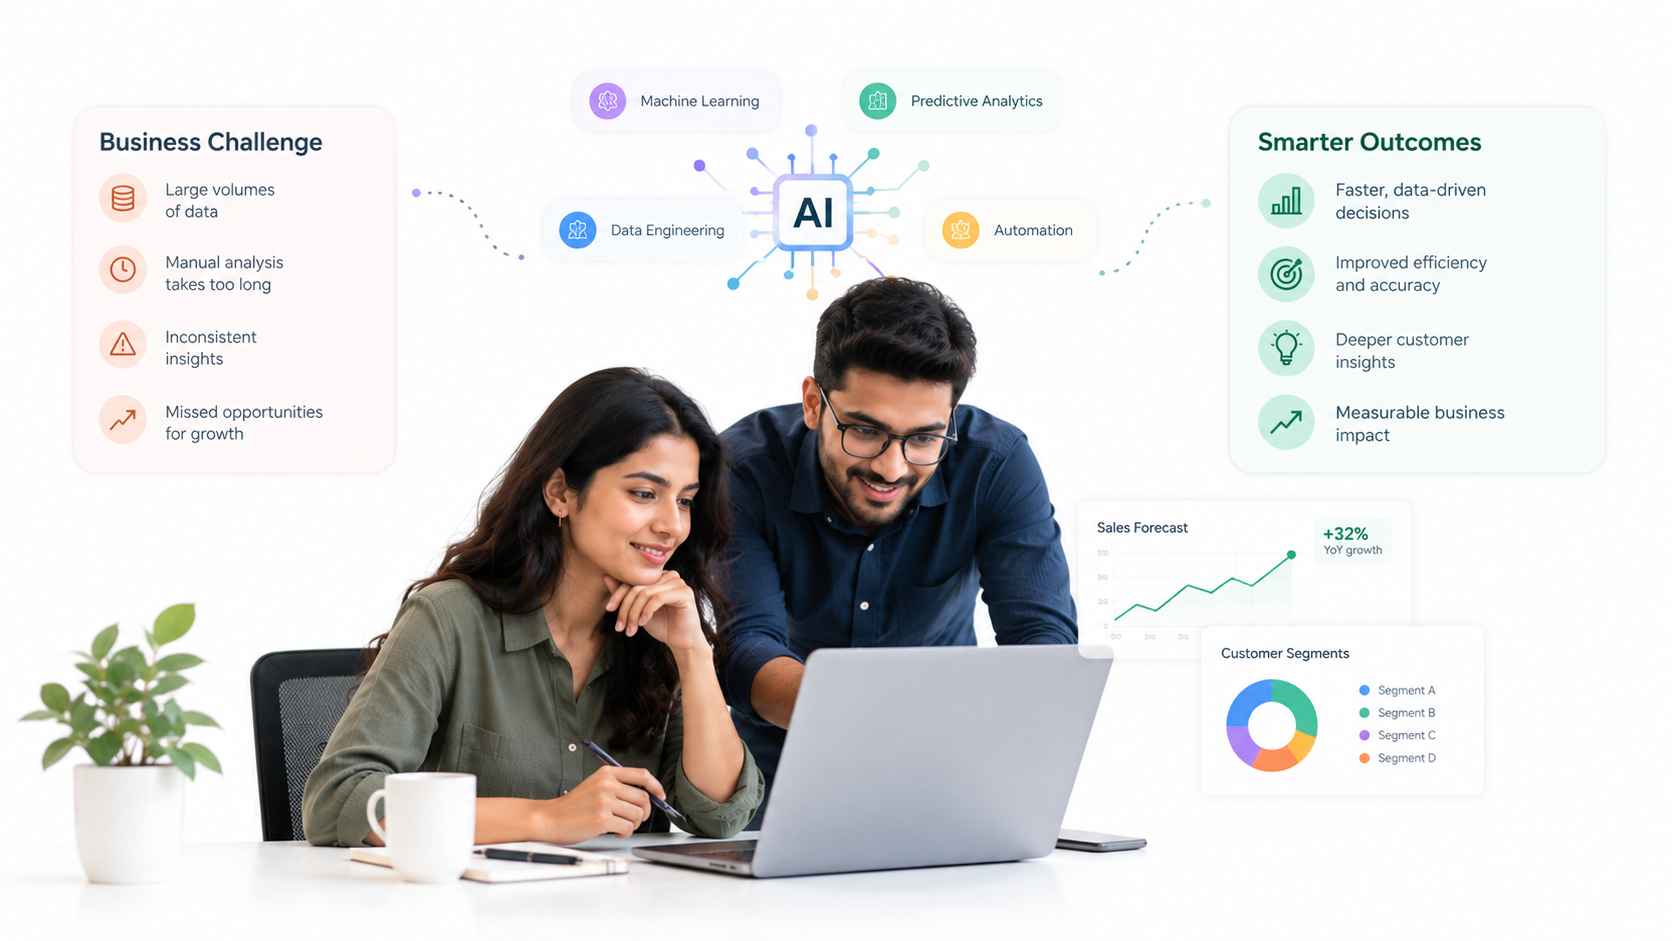 Business Challenge
Large volumes
of data
Manual analysis
takes too long
Inconsistent
insights
Missed opportunities
for growth
Machine Learning
Predictive Analytics
Data Engineering
AI
Automation
Smarter Outcomes
Faster, data-driven
decisions
Improved efficiency
and accuracy
Deeper customer
insights
Measurable business
impact
Sales Forecast
+32%
YoY growth
Customer Segments
Segment A
Segment B
Segment C
Segment D